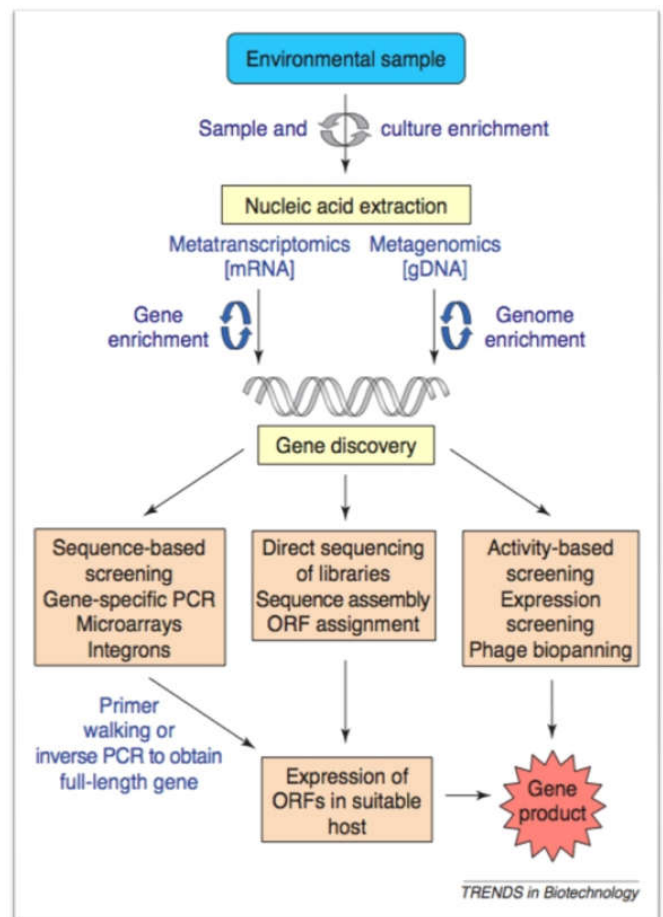 Environmental sample
Sample and culture enrichment
Nucleic acid extraction
Metatranscriptomics
[mRNA]
Metagenomics
[gDNA]
Gene
enrichment
Genome
enrichment
Gene discovery
Sequence-based
screening
Gene-specific PCR
Microarrays
Integrons
Direct sequencing
of libraries
Sequence assembly
ORF assignment
Activity-based
screening
Expression
screening
Phage biopanning
Primer
walking or
inverse PCR to obtain
full-length gene
Expression of
ORFs in suitable
host
Gene
product
TRENDS in Biotechnology